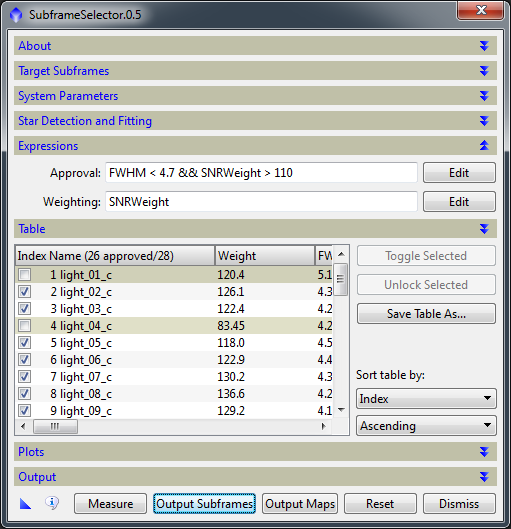 SubframeSelector.0.5
About
Target Subframes
System Parameters
Star Detection and Fitting
Expressions
Approval: FWHM < 4.7 && SNRWeight > 110 Edit
Weighting: SNRWeight Edit
Table
Index Name (26 approved/28) Weight FW
1 light_01_c 120.4 5.1
2 light_02_c 126.1 4.3
3 light_03_c 122.4 4.2
4 light_04_c 83.45 4.2
5 light_05_c 118.0 4.5
6 light_06_c 122.9 4.4
7 light_07_c 130.2 4.3
8 light_08_c 136.6 4.2
9 light_09_c 129.2 4.1
Toggle Selected
Unlock Selected
Save Table As...
Sort table by:
Index
Ascending
Plots
Output
Measure Output Subframes Output Maps Reset Dismiss